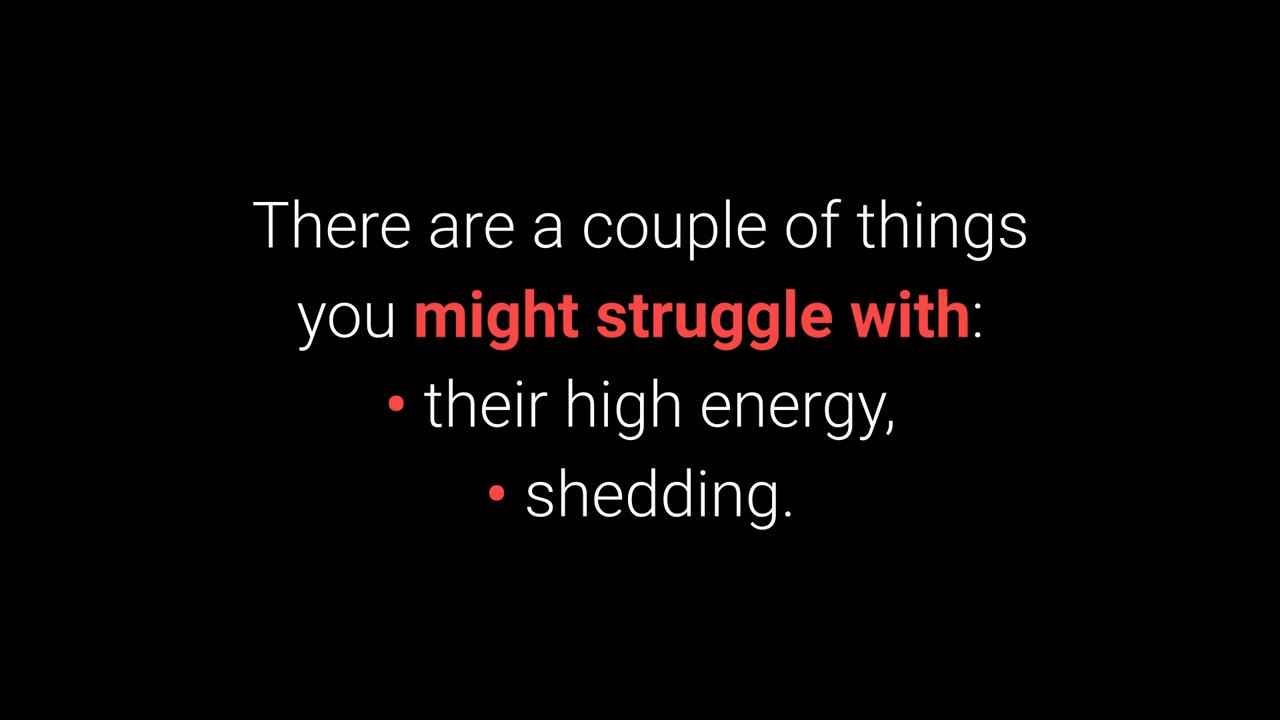 There are a couple of things
you might struggle with:
• their high energy,
• shedding.